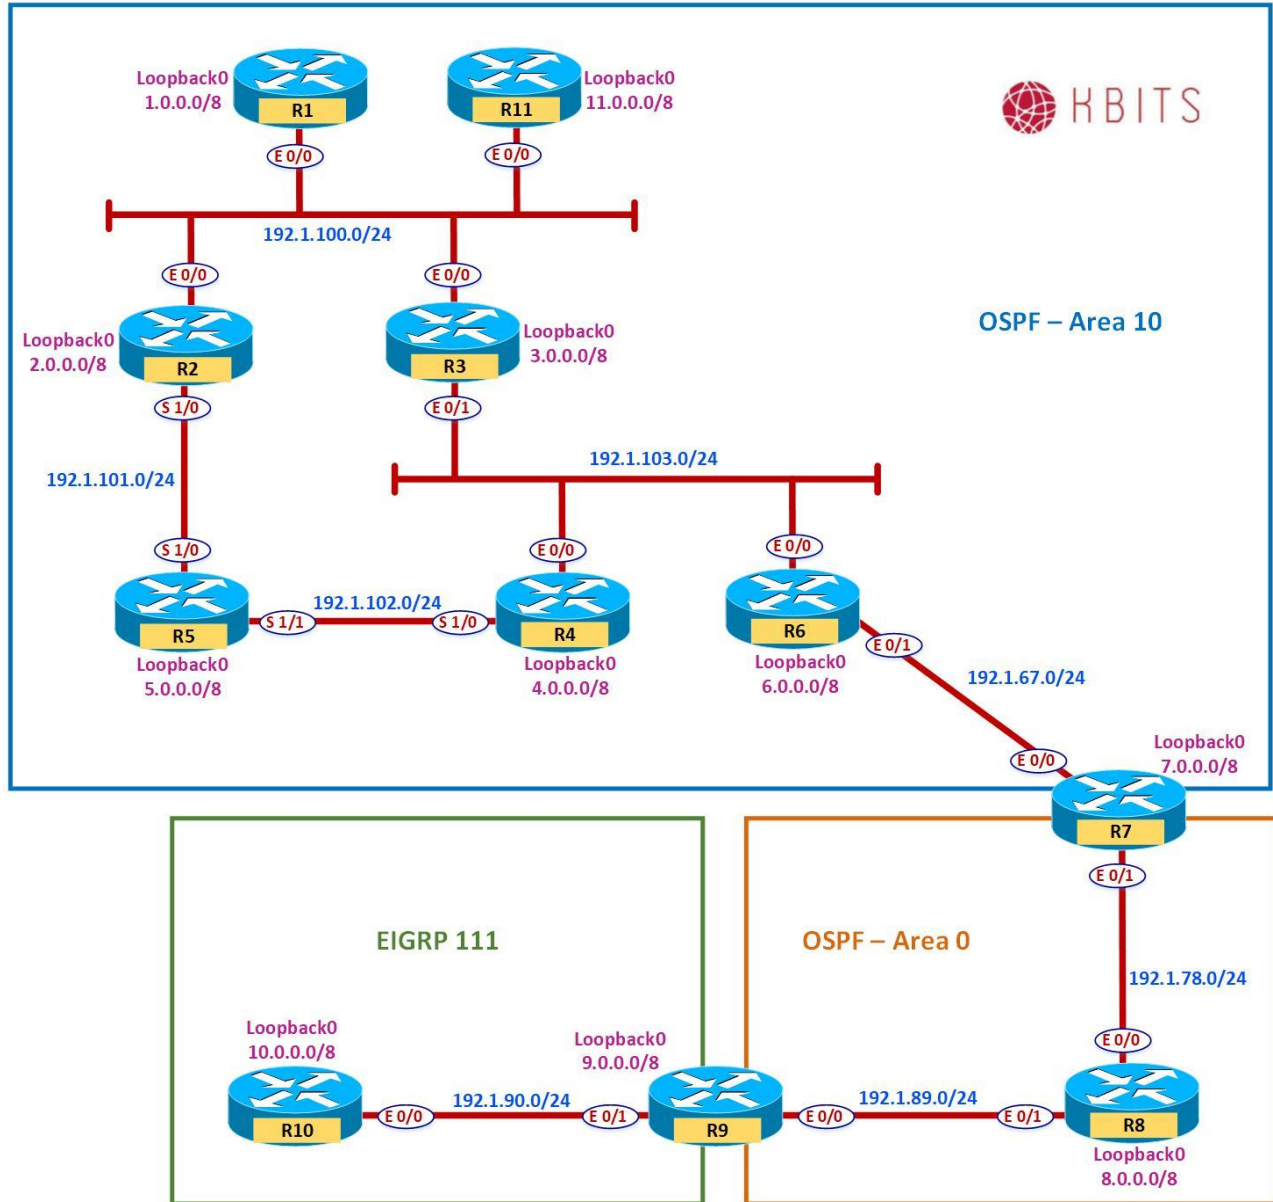 Loopback0
1.0.0.0/8
R1
E 0/0
Loopback0
11.0.0.0/8
R11
E 0/0
KBITS
192.1.100.0/24
E 0/0
E 0/0
Loopback0
2.0.0.0/8
R2
S 1/0
Loopback0
3.0.0.0/8
R3
E 0/1
OSPF – Area 10
192.1.101.0/24
192.1.103.0/24
S 1/0
E 0/0
E 0/0
R5
Loopback0
5.0.0.0/8
S 1/1
192.1.102.0/24
S 1/0
R4
Loopback0
4.0.0.0/8
R6
Loopback0
6.0.0.0/8
E 0/1
192.1.67.0/24
E 0/0
Loopback0
7.0.0.0/8
R7
E 0/1
EIGRP 111
OSPF – Area 0
192.1.78.0/24
E 0/0
Loopback0
10.0.0.0/8
R10
E 0/0
192.1.90.0/24
E 0/1
Loopback0
9.0.0.0/8
R9
E 0/0
192.1.89.0/24
E 0/1
R8
Loopback0
8.0.0.0/8